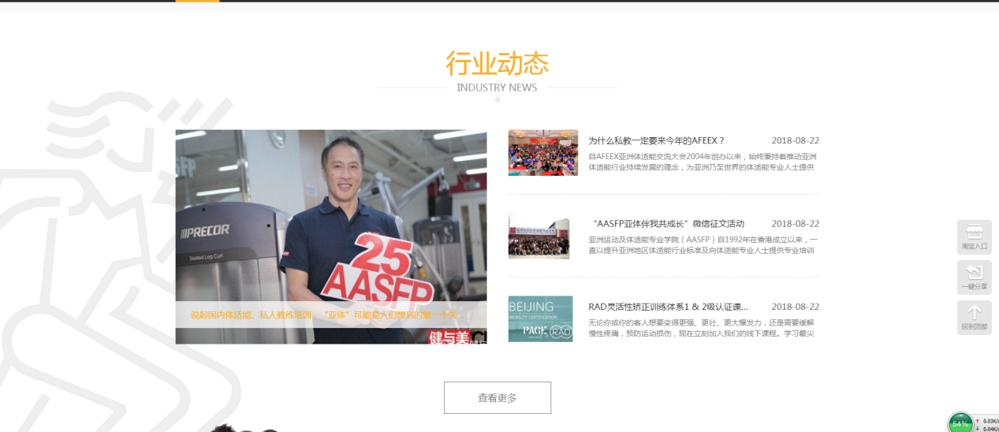 行业动态
INDUSTRY NEWS
PRECOR
Seated Leg Curl
25
AASFP
说起国内体适能、私人教练培训，“亚体”可能是人们想到的第一个关...
健与美
为什么私教一定要来今年的AFEEX？
2018-08-22
自AFEEX亚洲体适能交流大会2004年创办以来，始终秉持着推动亚洲
体适能行业持续发展的理念，为亚洲乃至世界的体适能专业人士提供
“AASFP亚体伴我共成长”微信征文活动
2018-08-22
亚洲运动及体适能专业学院（AASFP）自1992年在香港成立以来，一
直以提升亚洲地区体适能行业标准及向体适能专业人士提供专业培训
BEIJING
MOBILITY CERTIFICATION
PAGE RAD
RAD灵活性矫正训练体系1 & 2级认证课...
2018-08-22
无论你或你的客人想要变得更强、更壮、更大爆发力，还是需要缓解
慢性疼痛，预防运动损伤，现在立刻加入我们的线下课程。学习最尖
查看更多
淘宝入口
一键分享
回到顶部
54%
0.03K/s
0.04K/s